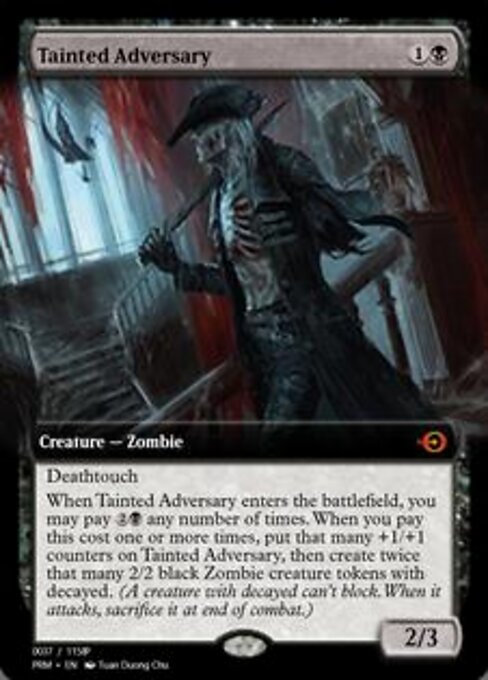 Tainted Adversary 1
Creature — Zombie
Deathtouch
When Tainted Adversary enters the battlefield, you
may pay 2 any number of times. When you pay
this cost one or more times, put that many +1/+1
counters on Tainted Adversary, then create twice
that many 2/2 black Zombie creature tokens with
decayed. (A creature with decayed can't block. When it
attacks, sacrifice it at end of combat.)
2/3
PRM • EN Tuan Duong Chu